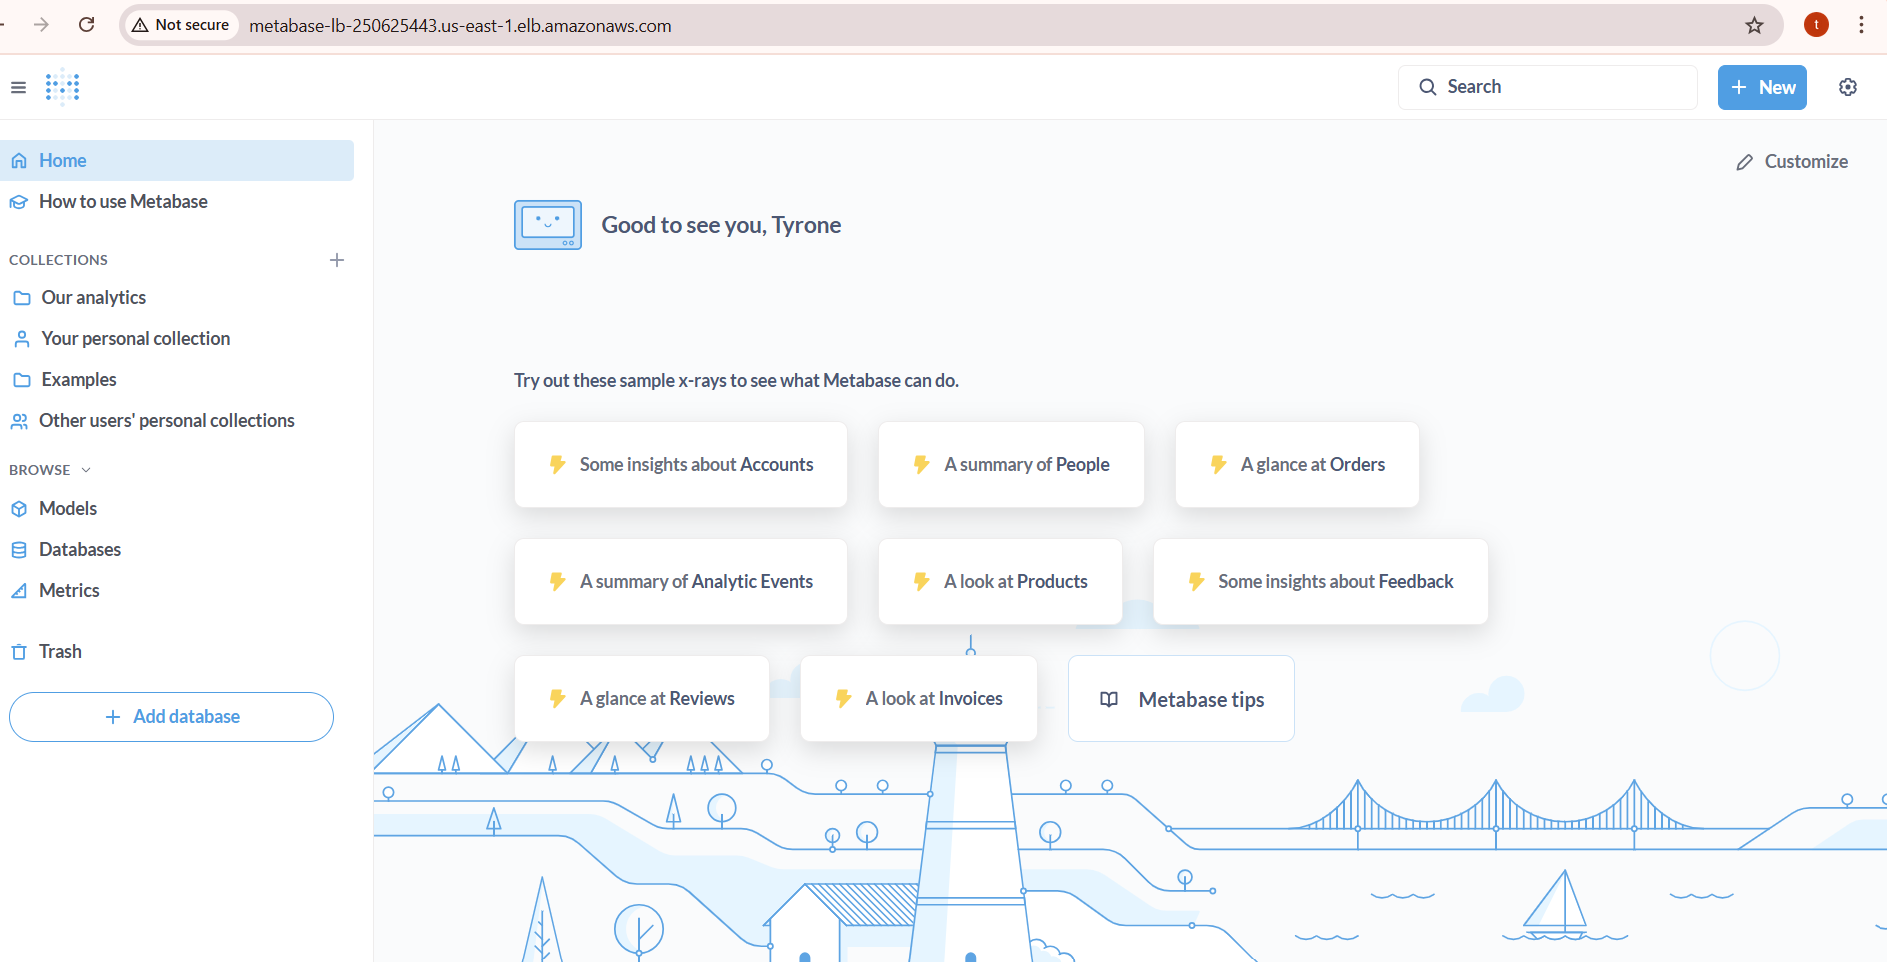 Not secure
metabase-lb-250625443.us-east-1.elb.amazonaws.com
t
Search
+ New
Home
How to use Metabase
Customize
Good to see you, Tyrone
COLLECTIONS
Our analytics
Your personal collection
Examples
Other users' personal collections
BROWSE
Models
Databases
Metrics
Trash
+ Add database
Try out these sample x-rays to see what Metabase can do.
Some insights about Accounts
A summary of People
A glance at Orders
A summary of Analytic Events
A look at Products
Some insights about Feedback
A glance at Reviews
A look at Invoices
Metabase tips